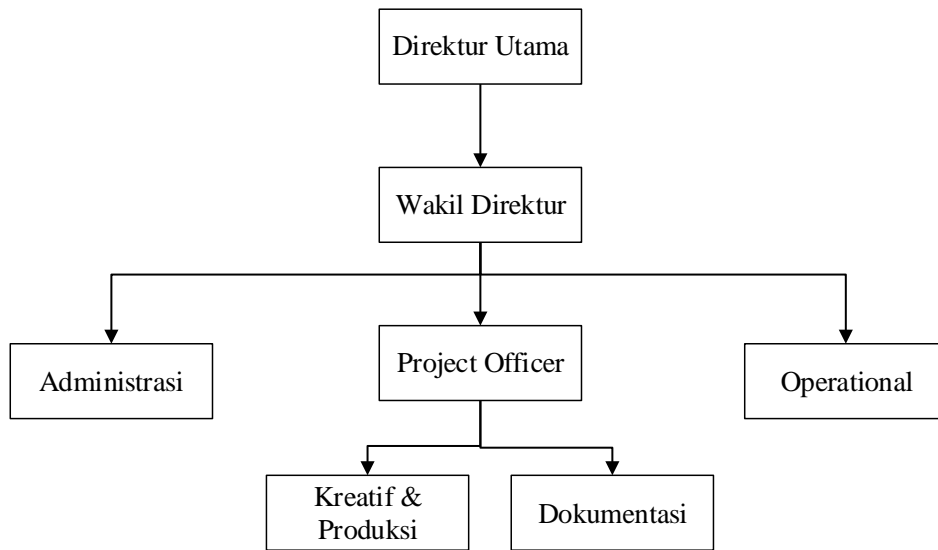 Direktur Utama
Wakil Direktur
Administrasi
Project Officer
Operational
Kreatif &
Produksi
Dokumentasi